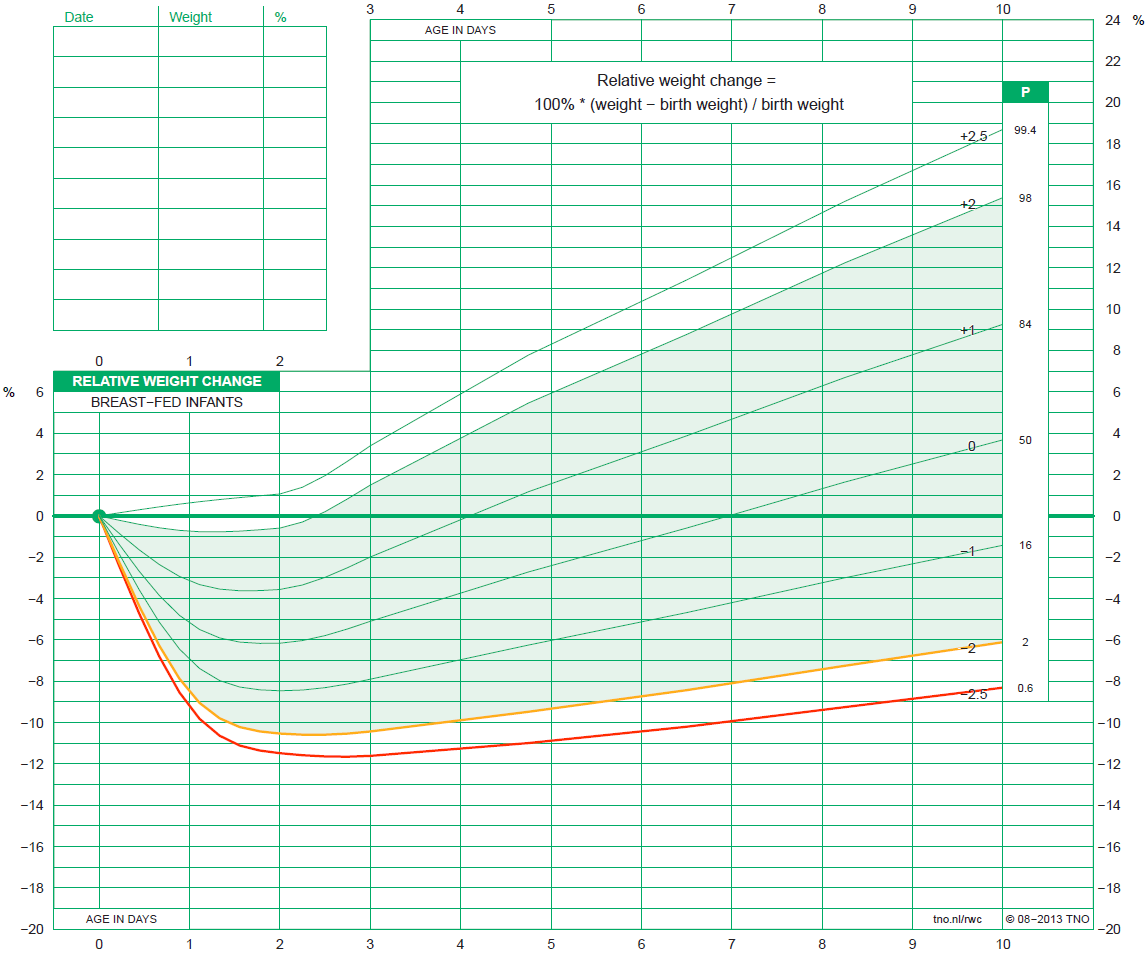 Date Weight %
3 4 5 6 7 8 9 10
AGE IN DAYS
Relative weight change =
100% * (weight − birth weight) / birth weight
24 %
22
P
20
+2.5 99.4
18
16
+2 98
14
12
10
+1 84
8
0 1 2
RELATIVE WEIGHT CHANGE
BREAST−FED INFANTS
% 6 6
4 4
0 50
2 2
0 0
−1 16
−2 −2
−4 −4
−6 −6
−2 2
−8 −8
−2.5 0.6
−10 −10
−12 −12
−14 −14
−16 −16
−18 −18
AGE IN DAYS tno.nl/rwc © 08−2013 TNO
−20 −20
0 1 2 3 4 5 6 7 8 9 10